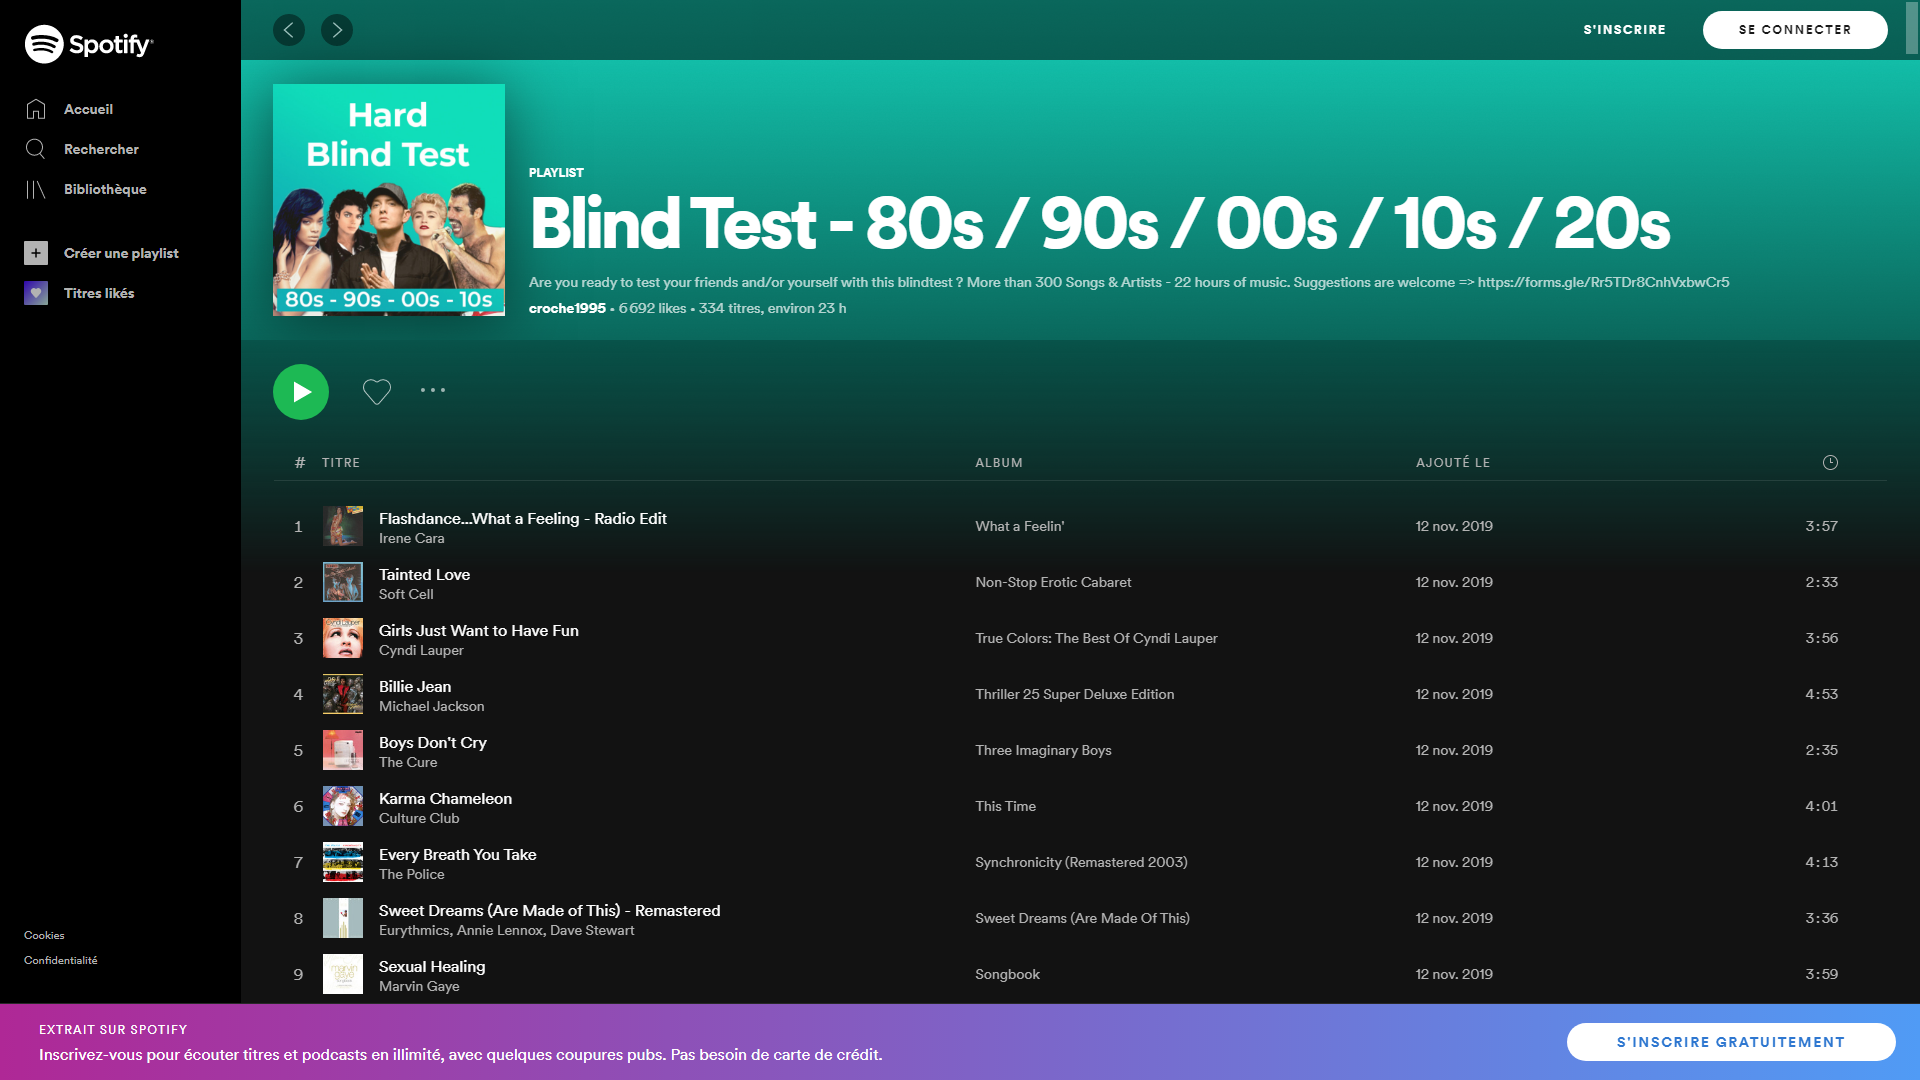 Spotify
Accueil
Rechercher
Bibliothèque
Créer une playlist
Titres likés
Cookies
Confidentialité
S'INSCRIRE
SE CONNECTER
Hard
Blind Test
80s - 90s - 00s - 10s
PLAYLIST
Blind Test - 80s / 90s / 00s / 10s / 20s
Are you ready to test your friends and/or yourself with this blindtest ? More than 300 Songs & Artists - 22 hours of music. Suggestions are welcome => https://forms.gle/Rr5TDr8CnhVxbwCr5
croche1995 • 6 692 likes • 334 titres, environ 23 h
# TITRE ALBUM AJOUTÉ LE
1 Flashdance...What a Feeling - Radio Edit What a Feelin' 12 nov. 2019 3:57
Irene Cara
2 Tainted Love Non-Stop Erotic Cabaret 12 nov. 2019 2:33
Soft Cell
3 Girls Just Want to Have Fun True Colors: The Best Of Cyndi Lauper 12 nov. 2019 3:56
Cyndi Lauper
4 Billie Jean Thriller 25 Super Deluxe Edition 12 nov. 2019 4:53
Michael Jackson
5 Boys Don't Cry Three Imaginary Boys 12 nov. 2019 2:35
The Cure
6 Karma Chameleon This Time 12 nov. 2019 4:01
Culture Club
7 Every Breath You Take Synchronicity (Remastered 2003) 12 nov. 2019 4:13
The Police
8 Sweet Dreams (Are Made of This) - Remastered Sweet Dreams (Are Made Of This) 12 nov. 2019 3:36
Eurythmics, Annie Lennox, Dave Stewart
9 Sexual Healing Songbook 12 nov. 2019 3:59
Marvin Gaye
EXTRAIT SUR SPOTIFY
Inscrivez-vous pour écouter titres et podcasts en illimité, avec quelques coupures pubs. Pas besoin de carte de crédit.
S'INSCRIRE GRATUITEMENT